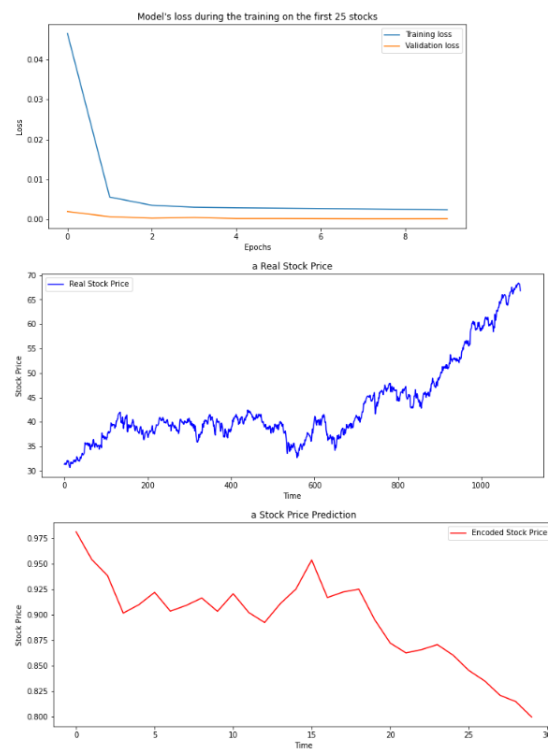 Model's loss during the training on the first 25 stocks
Training loss
Validation loss
0.04
0.03
0.02
0.01
0.00
Loss
0 2 4 6 8
Epochs
a Real Stock Price
Real Stock Price
70
65
60
55
50
45
40
35
30
Stock Price
0 200 400 600 800 1000
Time
a Stock Price Prediction
Encoded Stock Price
0.975
0.950
0.925
0.900
0.875
0.850
0.825
0.800
Stock Price
0 5 10 15 20 25 30
Time